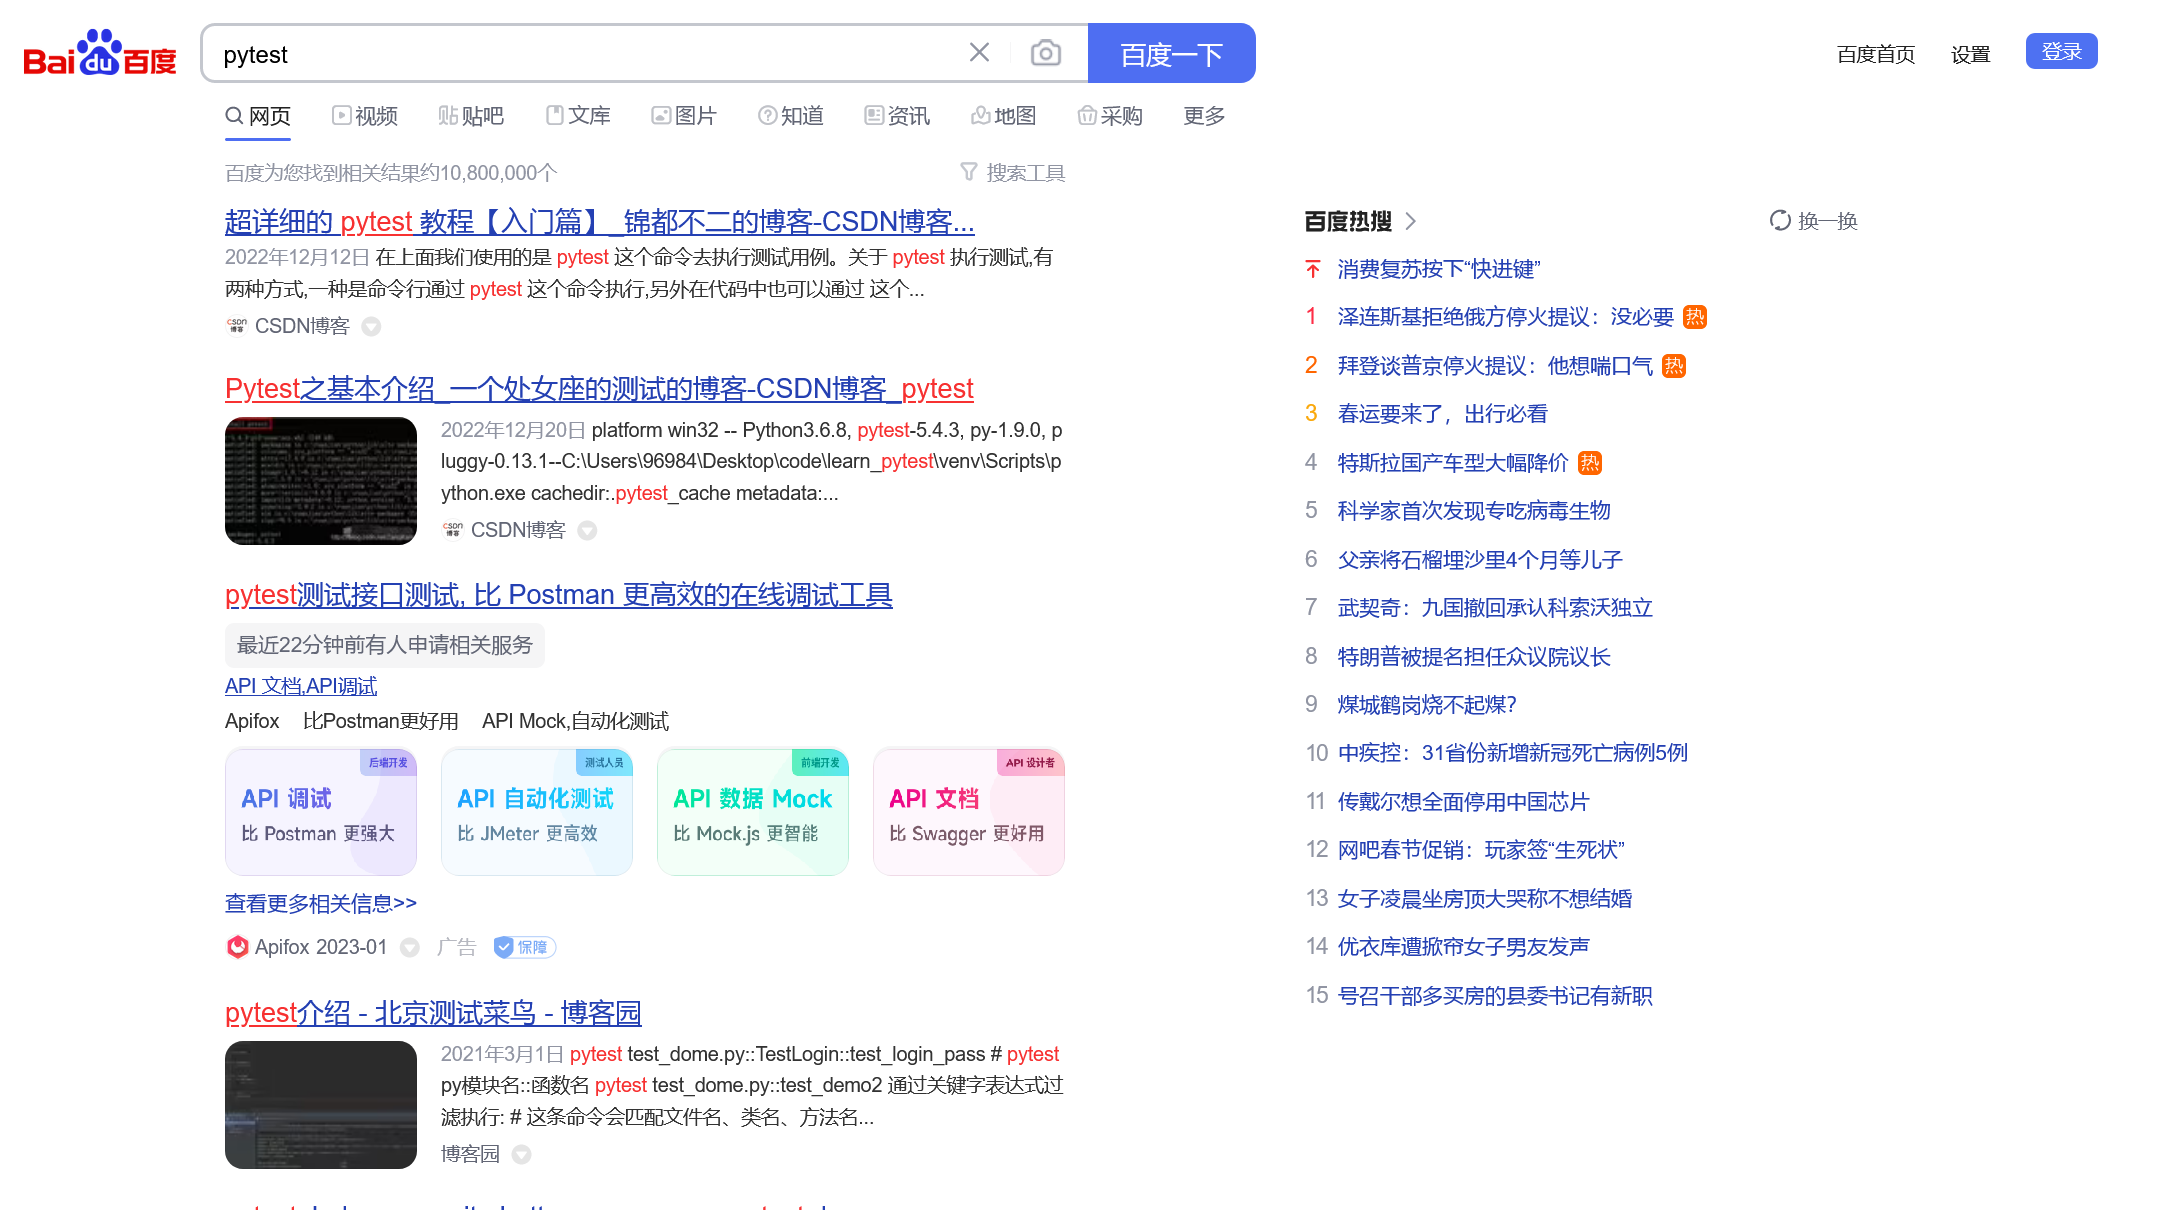 Bai du 百度
pytest
百度一下
百度首页 设置 登录
网页 视频 贴吧 文库 图片 知道 资讯 地图 采购 更多
百度为您找到相关结果约10,800,000个 搜索工具
超详细的 pytest 教程【入门篇】_锦都不二的博客-CSDN博客...
2022年12月12日 在上面我们使用的是 pytest 这个命令去执行测试用例。关于 pytest 执行测试,有
两种方式,一种是命令行通过 pytest 这个命令执行,另外在代码中也可以通过 这个...
CSDN博客 CSDN博客
Pytest之基本介绍_一个处女座的测试的博客-CSDN博客_pytest
2022年12月20日 platform win32 -- Python3.6.8, pytest-5.4.3, py-1.9.0, p
luggy-0.13.1--C:\Users\96984\Desktop\code\learn_pytest\venv\Scripts\p
ython.exe cachedir:.pytest_cache metadata:...
CSDN博客 CSDN博客
pytest测试接口测试, 比 Postman 更高效的在线调试工具
最近22分钟前有人申请相关服务
API 文档,API调试
Apifox 比Postman更好用 API Mock,自动化测试
后端开发
API 调试
比 Postman 更强大
测试人员
API 自动化测试
比 JMeter 更高效
前端开发
API 数据 Mock
比 Mock.js 更智能
API 设计者
API 文档
比 Swagger 更好用
查看更多相关信息>>
Apifox 2023-01 广告 保障
pytest介绍 - 北京测试菜鸟 - 博客园
2021年3月1日 pytest test_dome.py::TestLogin::test_login_pass # pytest
py模块名::函数名 pytest test_dome.py::test_demo2 通过关键字表达式过
滤执行: # 这条命令会匹配文件名、类名、方法名...
博客园
百度热搜 换一换
消费复苏按下“快进键”
1 泽连斯基拒绝俄方停火提议：没必要 热
2 拜登谈普京停火提议：他想喘口气 热
3 春运要来了，出行必看
4 特斯拉国产车型大幅降价 热
5 科学家首次发现专吃病毒生物
6 父亲将石榴埋沙里4个月等儿子
7 武契奇：九国撤回承认科索沃独立
8 特朗普被提名担任众议院议长
9 煤城鹤岗烧不起煤？
10 中疾控：31省份新增新冠死亡病例5例
11 传戴尔想全面停用中国芯片
12 网吧春节促销：玩家签“生死状”
13 女子凌晨坐房顶大哭称不想结婚
14 优衣库遭掀帘女子男友发声
15 号召干部多买房的县委书记有新职